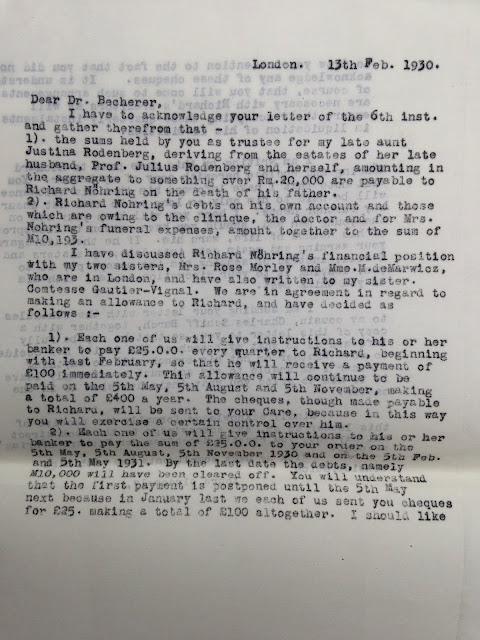 London.   13th Feb. 1930.
Dear Dr. Becherer,
I have to acknowledge your letter of the 6th inst.
and gather therefrom that -
1). the sums held by you as trustee for my late aunt
Justina Rodenberg, deriving from the estates of her late
husband, Prof. Julius Rodenberg and herself, amounting in
the aggregate to something over Rm.20,000 are payable to
Richard Nöhring on the death of his father.
2). Richard Nohring's debts on his own account and those
which are owing to the clinique, the doctor and for Mrs.
Nohring's funeral expenses, amount together to the sum of
M10,193.
I have discussed Richard Nöhring's financial position
with my two sisters, Mrs. Rose Morley and Mme.M.deMarwicz,
who are in London, and have also written to my sister.
Comtesse Gautier-Vignal.  We are in agreement in regard to
making an allowance to Richard, and have decided as
follows :-
1). Each one of us will give instructions to his or her
banker to pay £25.0.0. every quarter to Richard, beginning
with last February, so that he will receive a payment of
£100 immediately.  This allowance will continue to be
paid on the 5th May, 5th August and 5th November, making
a total of £400 a year.  The cheques, though made payable
to Richard, will be sent to your Care, because in this way
you will exercise a certain control over him.
2). Each one of us will give instructions to his or her
banker to pay the sum of £25.0.0. to your order on the
5th May, 5th August, 5th November 1930 and on the 5th Feb.
and 5th May 1931.  By the last date the debts, namely
M10,000 will have been cleared off.  You will understand
that the first payment is postponed until the 5th May
next because in January last we each of us sent you cheques
for £25. making a total of £100 altogether.  I should like